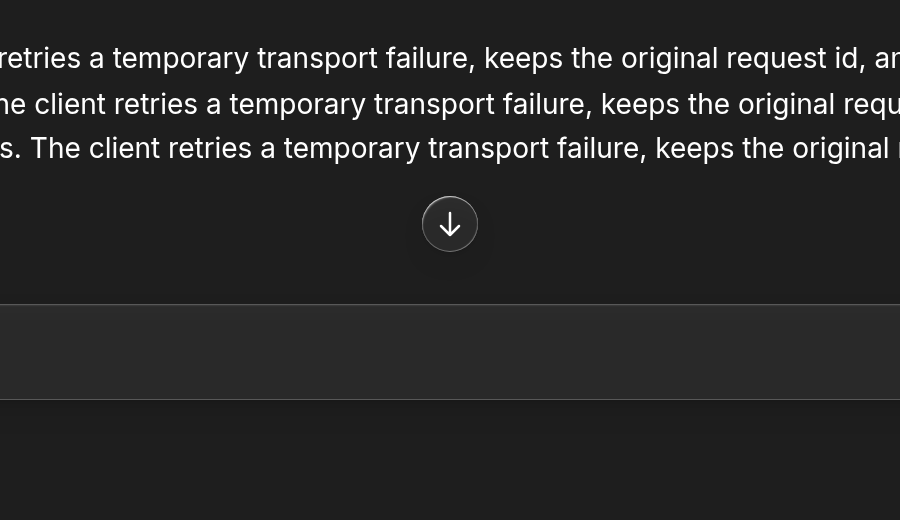 retries a temporary transport failure, keeps the original request id, an
he client retries a temporary transport failure, keeps the original requ
s. The client retries a temporary transport failure, keeps the original